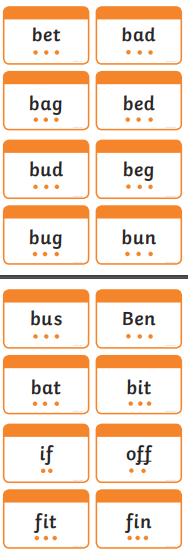 bet bad
bag bed
bud beg
bug bun
bus Ben
bat bit
if off
fit fin